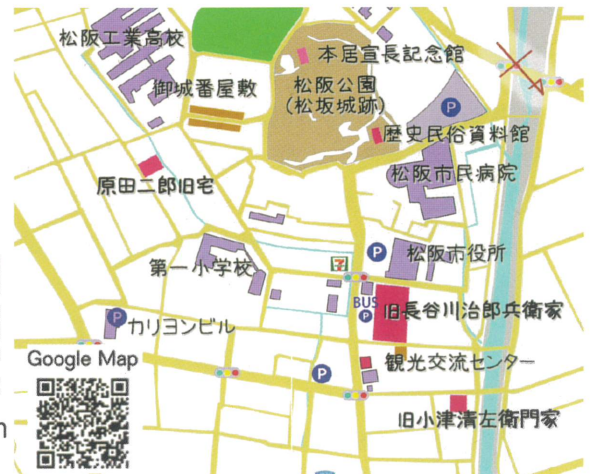 松阪工業高校
本居宣長記念館
御城番屋敷
松阪公園
(松坂城跡)
P
歴史民俗資料館
松阪市民病院
原田二郎旧宅
P
松阪市役所
第一小学校
7
BUS
P
旧長谷川治郎兵衛家
P
カリヨンビル
観光交流センター
Google Map
P
旧小津清左衛門家
n